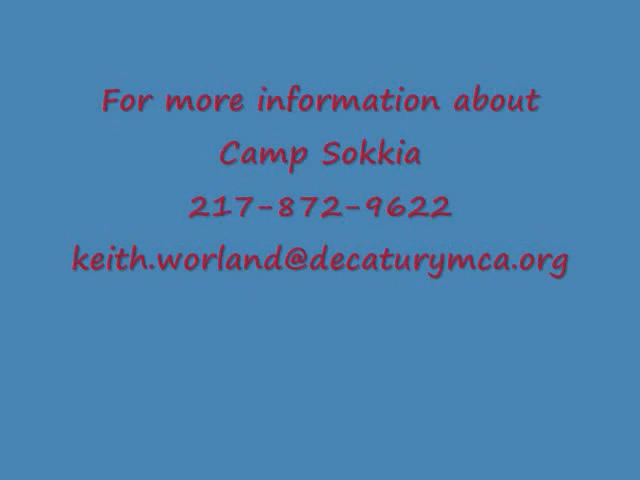 For more information about
Camp Sokkia
217-872-9622
keith.worland@decaturymca.org